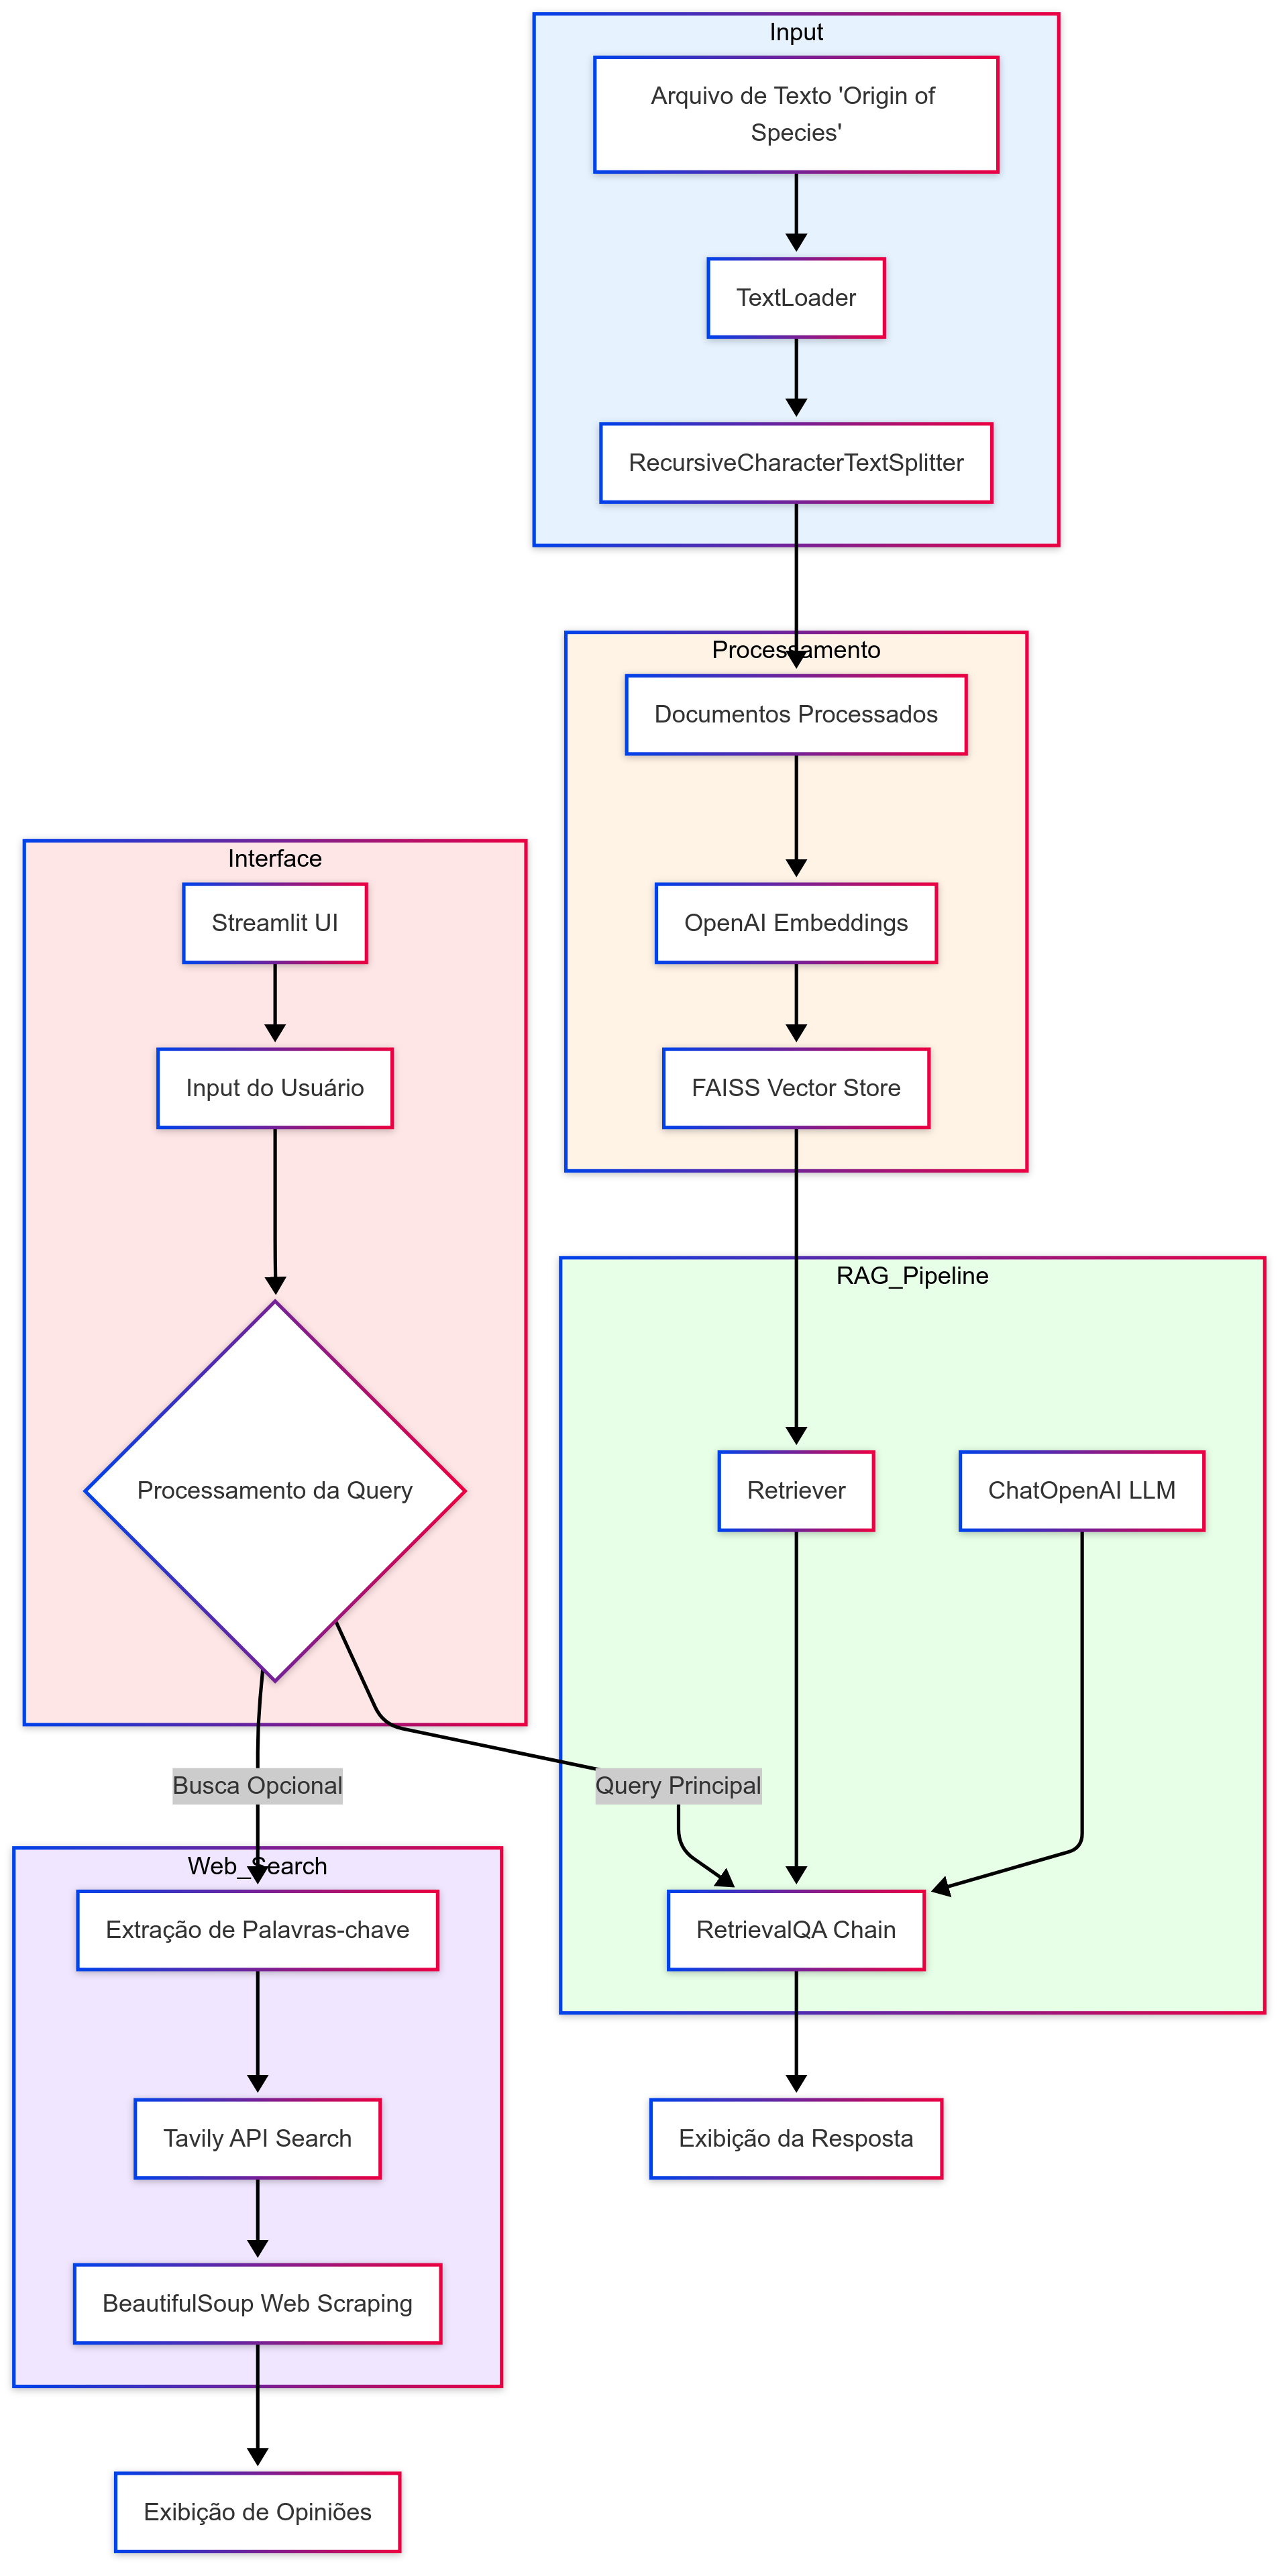 Input
Arquivo de Texto 'Origin of
Species'
TextLoader
RecursiveCharacterTextSplitter
Processamento
Documentos Processados
OpenAI Embeddings
FAISS Vector Store
Interface
Streamlit UI
Input do Usuário
Processamento da Query
RAG_Pipeline
Retriever
ChatOpenAI LLM
Busca Opcional
Query Principal
RetrievalQA Chain
Exibição da Resposta
Web_Search
Extração de Palavras-chave
Tavily API Search
BeautifulSoup Web Scraping
Exibição de Opiniões